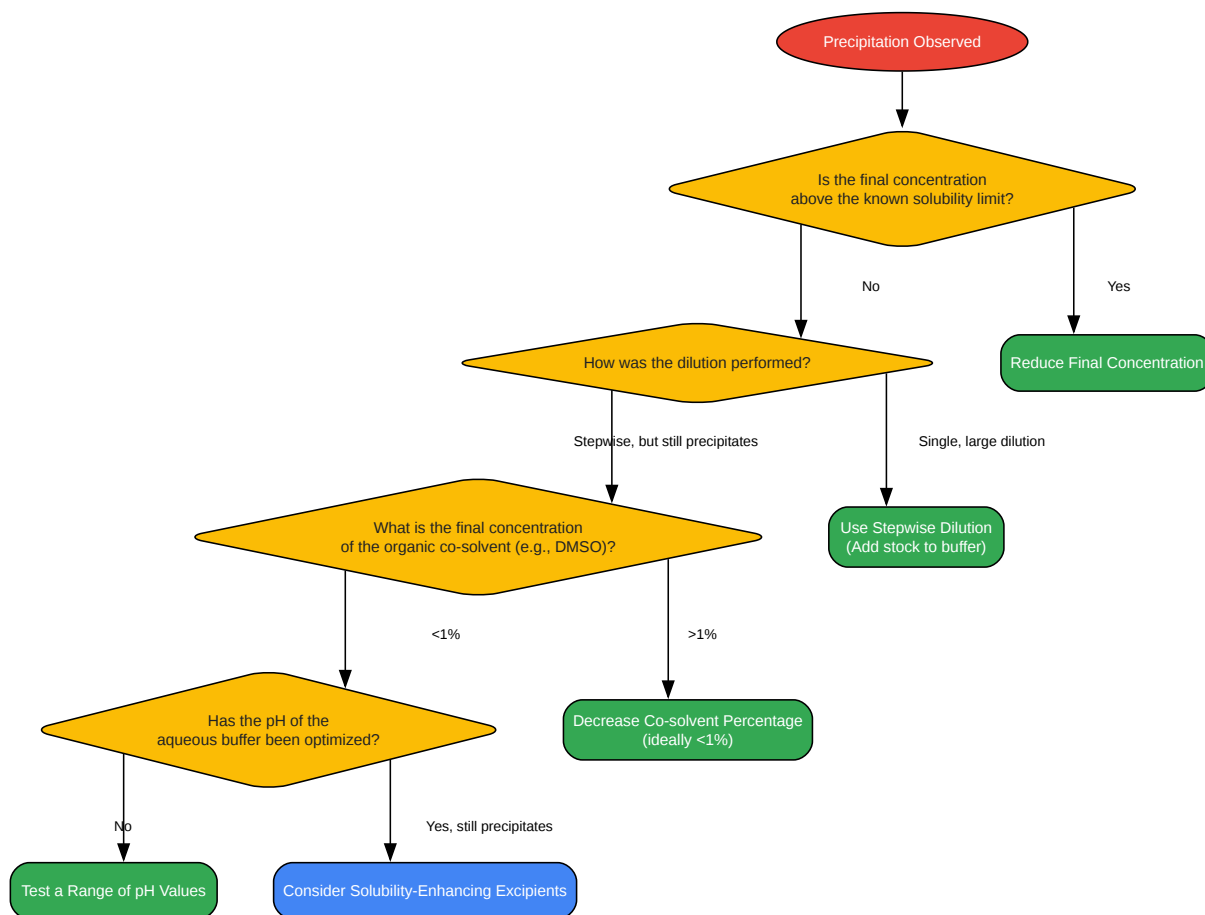 Precipitation Observed
Is the final concentration
above the known solubility limit?
No
Yes
How was the dilution performed?
Reduce Final Concentration
Stepwise, but still precipitates
Single, large dilution
What is the final concentration
of the organic co-solvent (e.g., DMSO)?
Use Stepwise Dilution
(Add stock to buffer)
<1%
>1%
Has the pH of the
aqueous buffer been optimized?
Decrease Co-solvent Percentage
(ideally <1%)
No
Yes, still precipitates
Test a Range of pH Values
Consider Solubility-Enhancing Excipients